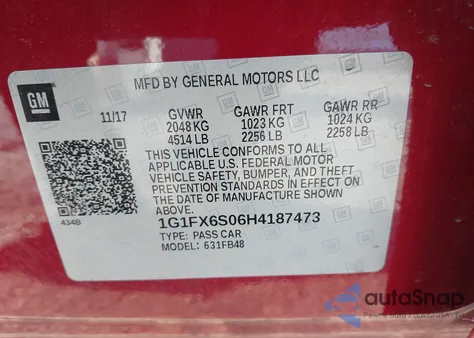 MFD BY GENERAL MOTORS LLC
GM
11/17 GVWR GAWR FRT GAWR RR
2048 KG 1023 KG 1024 KG
4514 LB 2256 LB 2258 LB
THIS VEHICLE CONFORMS TO ALL
APPLICABLE U.S. FEDERAL MOTOR
VEHICLE SAFETY, BUMPER, AND THEFT
PREVENTION STANDARDS IN EFFECT ON
THE DATE OF MANUFACTURE SHOWN
ABOVE.
434B
1G1FX6S06H4187473
TYPE: PASS CAR
MODEL: 631FB48
autoSnap